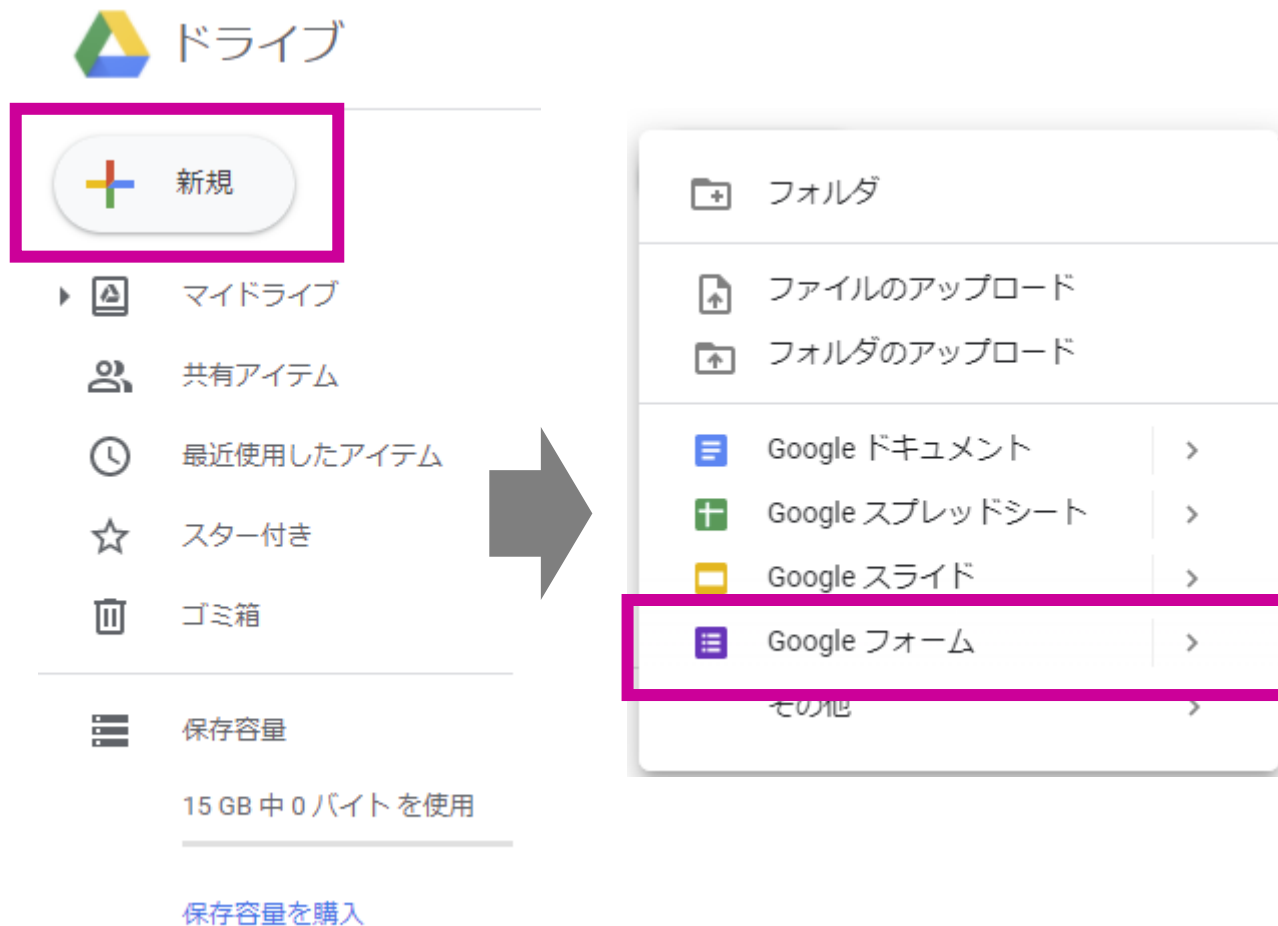 ドライブ
新規
マイドライブ
共有アイテム
最近使用したアイテム
スター付き
ゴミ箱
保存容量
15 GB 中 0 バイト を使用
保存容量を購入
フォルダ
ファイルのアップロード
フォルダのアップロード
Google ドキュメント
Google スプレッドシート
Google スライド
Google フォーム
その他